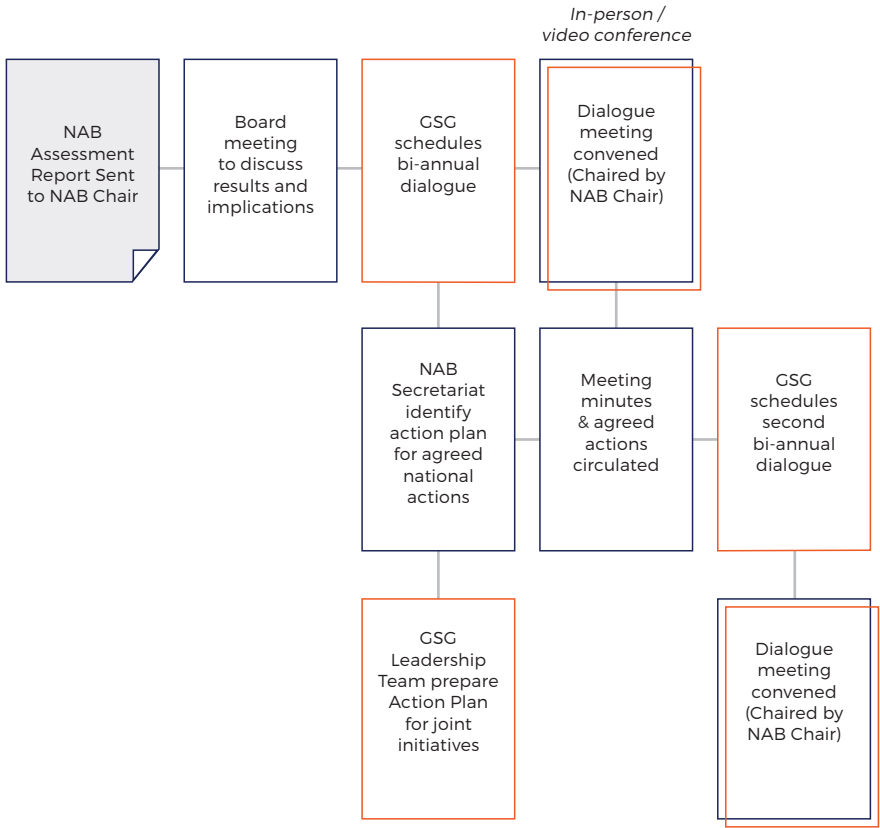 In-person /
video conference
NAB
Assessment
Report Sent
to NAB Chair
Board
meeting
to discuss
results and
implications
GSG
schedules
bi-annual
dialogue
Dialogue
meeting
convened
(Chaired by
NAB Chair)
NAB
Secretariat
identify
action plan
for agreed
national
actions
Meeting
minutes
& agreed
actions
circulated
GSG
schedules
second
bi-annual
dialogue
GSG
Leadership
Team prepare
Action Plan
for joint
initiatives
Dialogue
meeting
convened
(Chaired by
NAB Chair)